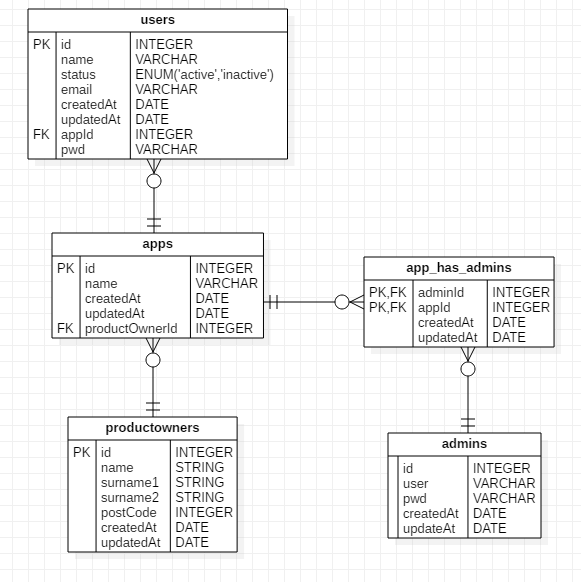 users
PK id INTEGER
name VARCHAR
status ENUM('active','inactive')
email VARCHAR
createdAt DATE
updatedAt DATE
FK appId INTEGER
pwd VARCHAR
apps
PK id INTEGER
name VARCHAR
createdAt DATE
updatedAt DATE
FK productOwnerId INTEGER
app_has_admins
PK,FK adminId INTEGER
PK,FK appId INTEGER
createdAt DATE
updatedAt DATE
productowners
PK id INTEGER
name STRING
surname1 STRING
surname2 STRING
postCode INTEGER
createdAt DATE
updatedAt DATE
admins
id INTEGER
user VARCHAR
pwd VARCHAR
createdAt DATE
updateAt DATE